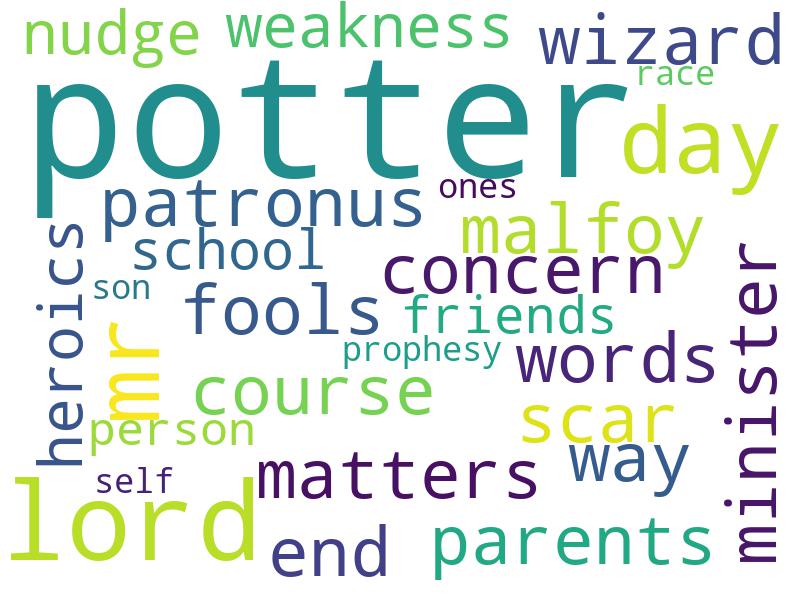 nudge
weakness
wizard
race
potter
day
ones
patronus
malfoy
school
concern
son
fools
friends
heroics
mr
prophesy
words
minister
course
person
scar
way
self
matters
lord
end
parents